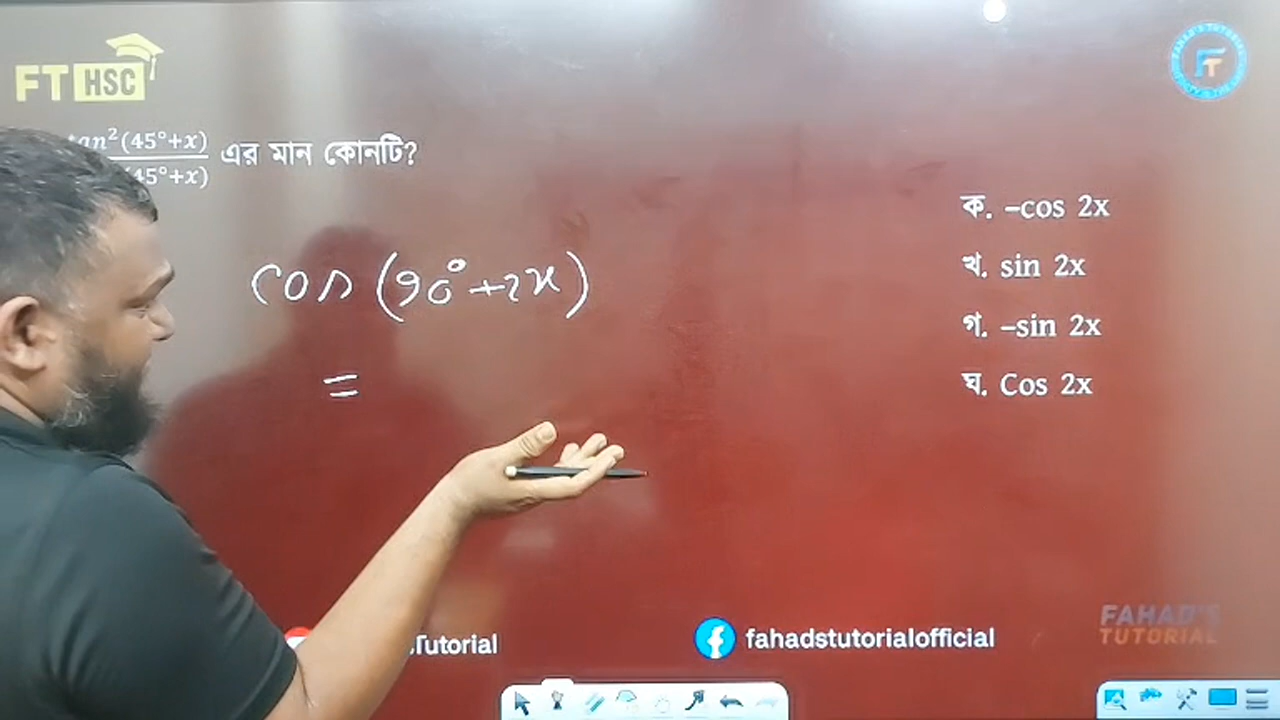 FT HSC
tan²(45°+x) এর মান কোনটি?
(45°+x)
ক. –cos 2x
cos (90°+2x)
খ. sin 2x
গ. –sin 2x
=
ঘ. Cos 2x
FAHAD'S
TUTORIAL
Tutorial
fahadstutorialofficial